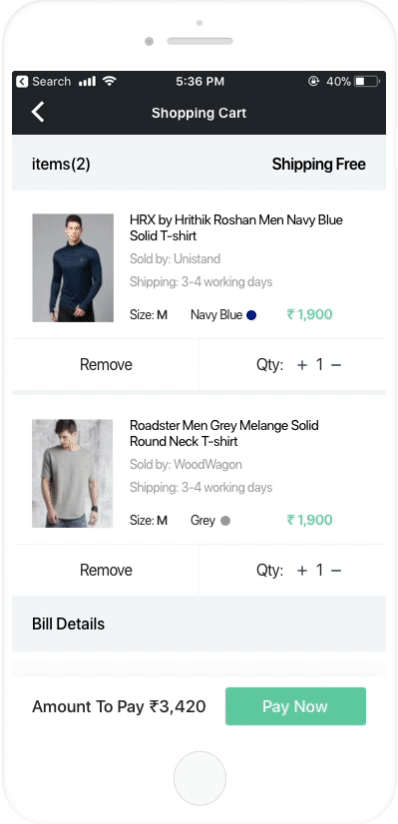 Search 5:36 PM 40%
Shopping Cart
items(2) Shipping Free
HRX by Hrithik Roshan Men Navy Blue
Solid T-shirt
Sold by: Unistand
Shipping: 3-4 working days
Size: M Navy Blue ₹ 1,900
Remove Qty: + 1 −
Roadster Men Grey Melange Solid
Round Neck T-shirt
Sold by: WoodWagon
Shipping: 3-4 working days
Size: M Grey ₹ 1,900
Remove Qty: + 1 −
Bill Details
Amount To Pay ₹3,420 Pay Now